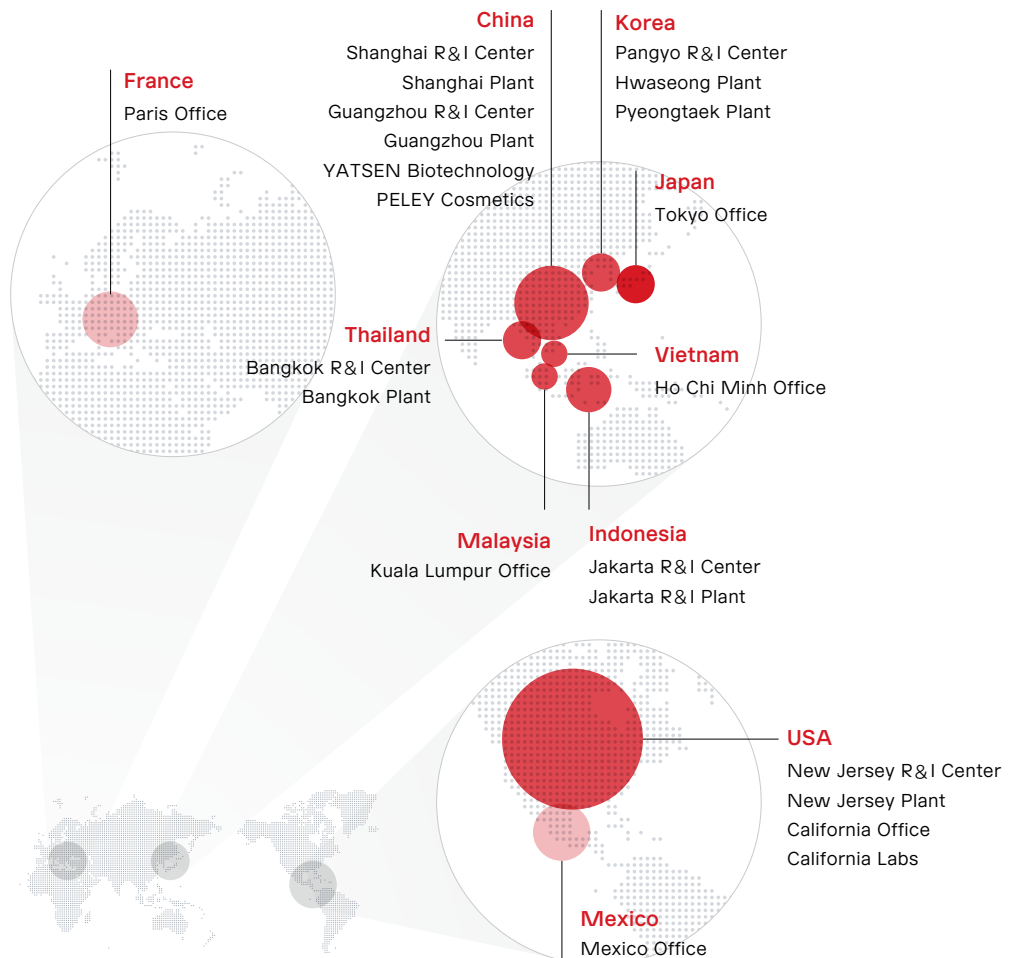 France
Paris Office
China
Shanghai R&I Center
Shanghai Plant
Guangzhou R&I Center
Guangzhou Plant
YATSEN Biotechnology
PELEY Cosmetics
Korea
Pangyo R&I Center
Hwaseong Plant
Pyeongtaek Plant
Japan
Tokyo Office
Thailand
Bangkok R&I Center
Bangkok Plant
Vietnam
Ho Chi Minh Office
Malaysia
Kuala Lumpur Office
Indonesia
Jakarta R&I Center
Jakarta R&I Plant
USA
New Jersey R&I Center
New Jersey Plant
California Office
California Labs
Mexico
Mexico Office